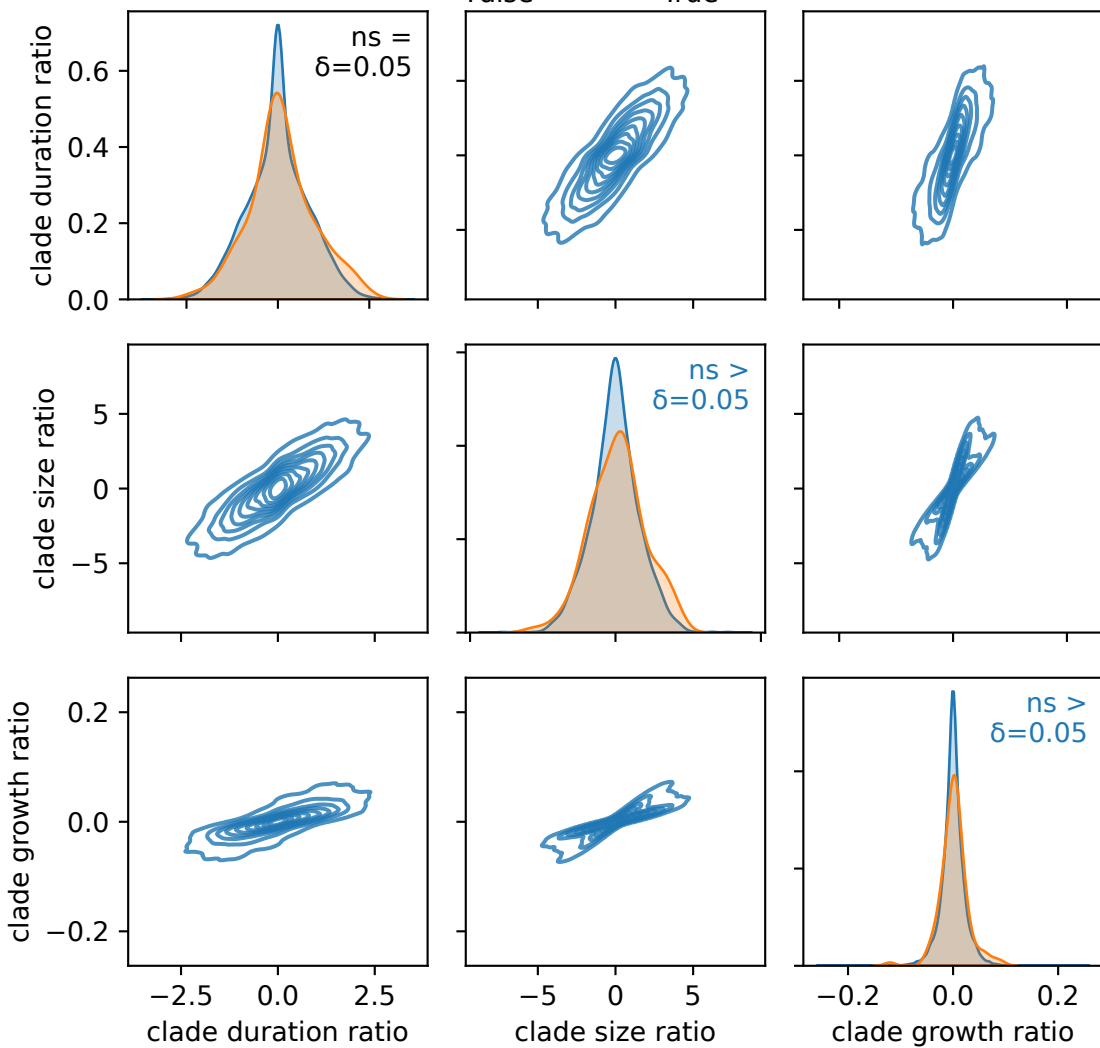 clade duration ratio
0.6
0.4
0.2
0.0
ns =
δ=0.05
clade size ratio
5
0
−5
ns >
δ=0.05
clade growth ratio
0.2
0.0
−0.2
ns >
δ=0.05
−2.5 0.0 2.5
−5 0 5
−0.2 0.0 0.2
clade duration ratio
clade size ratio
clade growth ratio